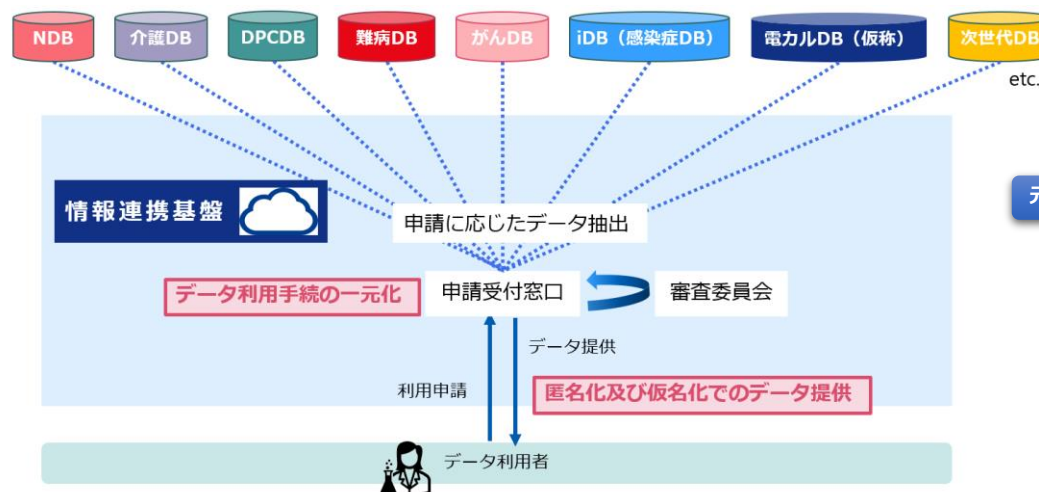 NDB
介護DB
DPCDB
難病DB
がんDB
iDB（感染症DB）
電カルDB（仮称）
次世代DB
etc.
情報連携基盤
申請に応じたデータ抽出
データ利用手続の一元化
申請受付窓口
審査委員会
データ提供
利用申請
匿名化及び仮名化でのデータ提供
データ利用者